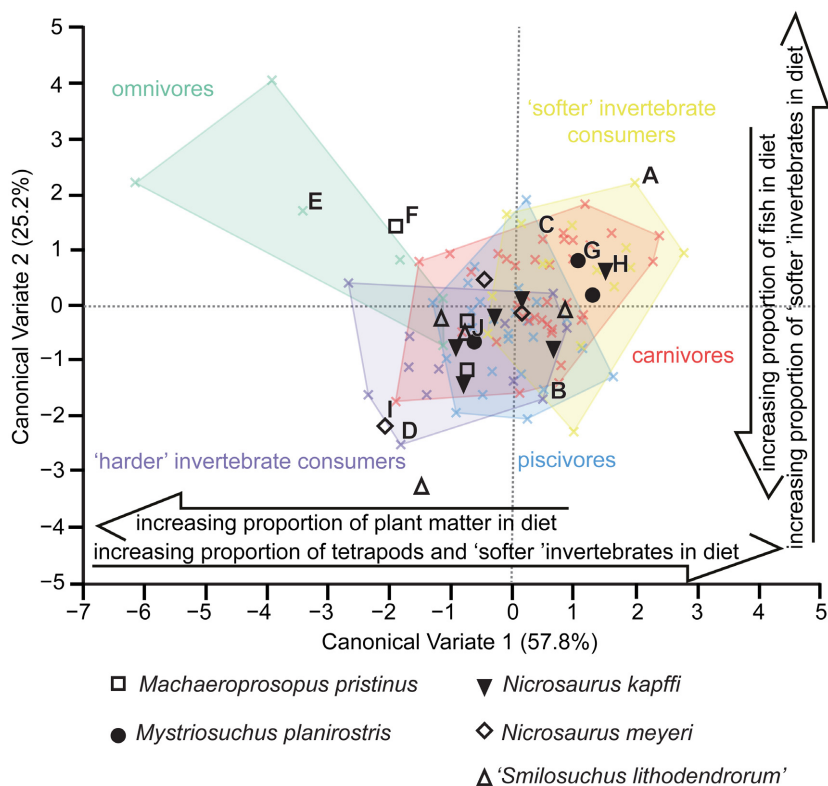 5
4
3
2
1
0
−1
−2
−3
−4
−5
Canonical Variate 2 (25.2%)
omnivores
‘softer’ invertebrate
consumers
A
E
F
C
G
H
J
carnivores
B
I
D
‘harder’ invertebrate consumers
piscivores
increasing proportion of plant matter in diet
increasing proportion of tetrapods and ‘softer ’invertebrates in diet
increasing proportion of fish in diet
increasing proportion of ‘softer ’invertebrates in diet
−7 −6 −5 −4 −3 −2 −1 0 1 2 3 4 5
Canonical Variate 1 (57.8%)
Machaeroprosopus pristinus
Mystriosuchus planirostris
Nicrosaurus kapffi
Nicrosaurus meyeri
‘Smilosuchus lithodendrorum’